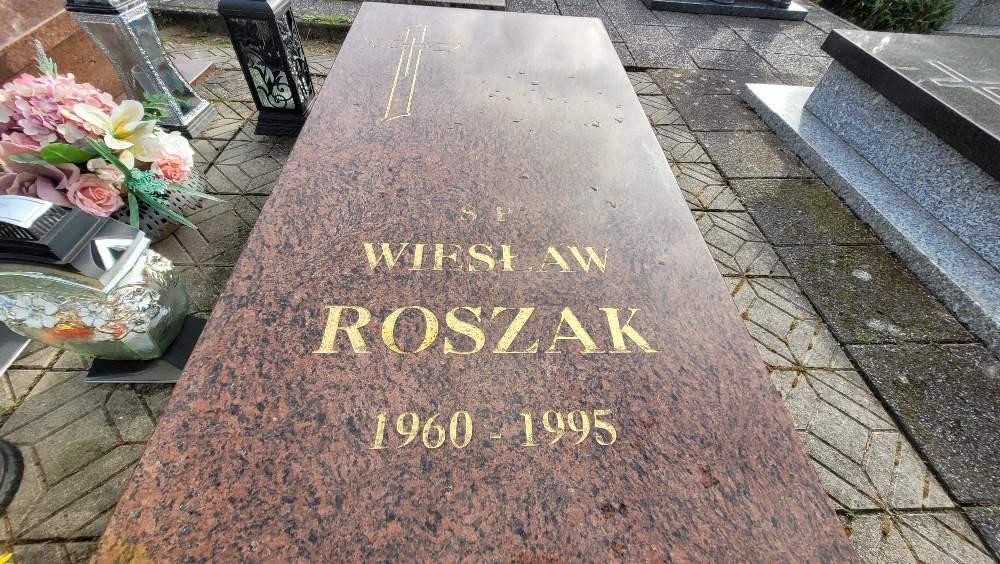 Ś P
WIESŁAW
ROSZAK
1960 - 1995